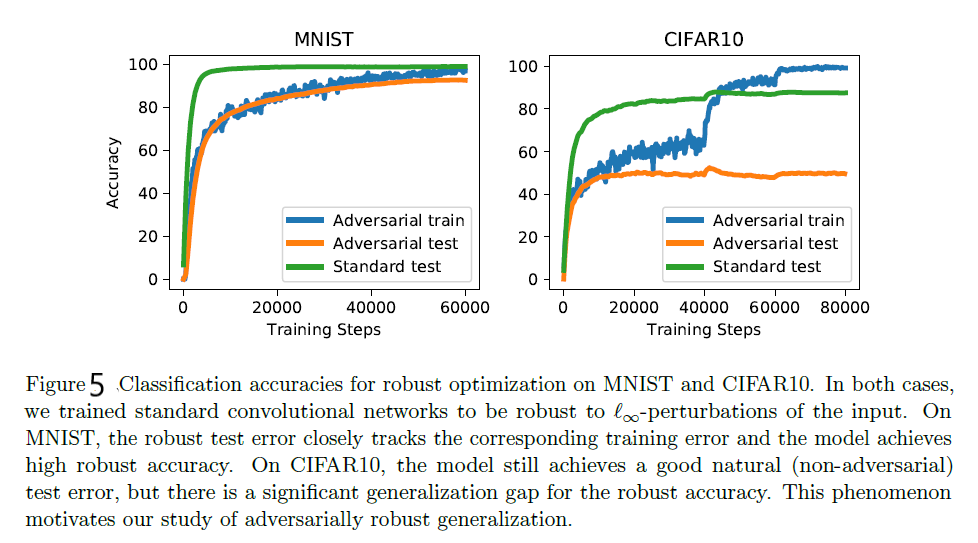 MNIST
100
80
60
40
20
0
Accuracy
Adversarial train
Adversarial test
Standard test
0 20000 40000 60000
Training Steps
CIFAR10
100
80
60
40
20
0
Adversarial train
Adversarial test
Standard test
0 20000 40000 60000 80000
Training Steps
Figure 5 Classification accuracies for robust optimization on MNIST and CIFAR10. In both cases,
we trained standard convolutional networks to be robust to ℓ∞-perturbations of the input. On
MNIST, the robust test error closely tracks the corresponding training error and the model achieves
high robust accuracy. On CIFAR10, the model still achieves a good natural (non-adversarial)
test error, but there is a significant generalization gap for the robust accuracy. This phenomenon
motivates our study of adversarially robust generalization.